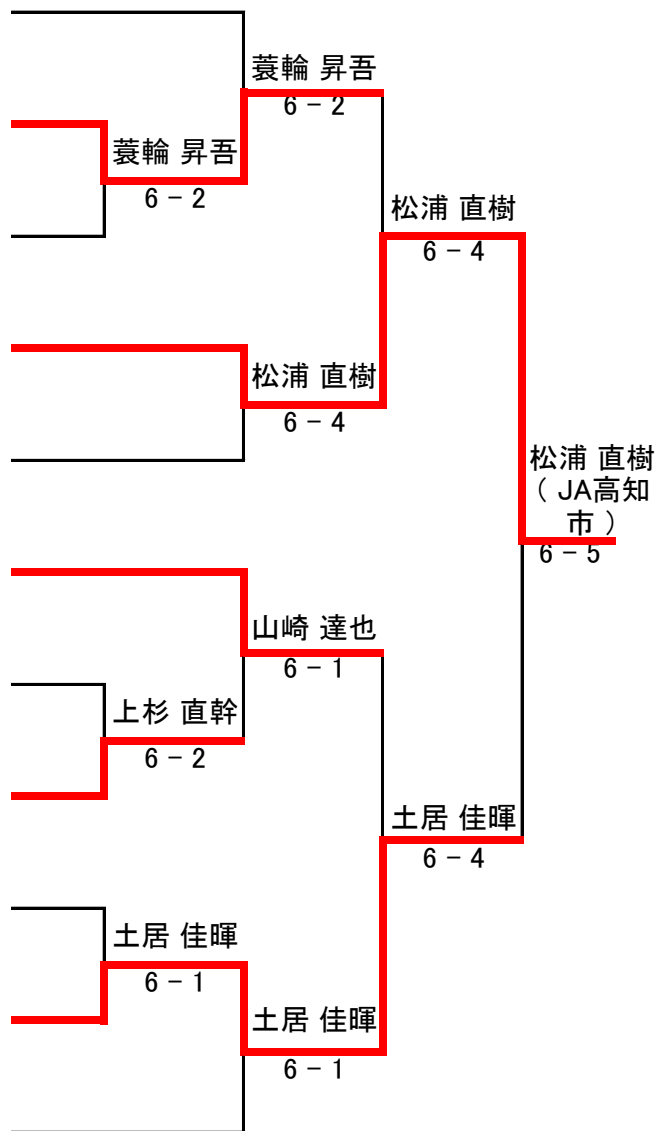 蓑輪 昇吾
6 − 2
蓑輪 昇吾
6 − 2
松浦 直樹
6 − 4
松浦 直樹
6 − 4
松浦 直樹
（ JA高知
市 ）
6 − 5
山崎 達也
6 − 1
上杉 直幹
6 − 2
土居 佳暉
6 − 4
土居 佳暉
6 − 1
土居 佳暉
6 − 1